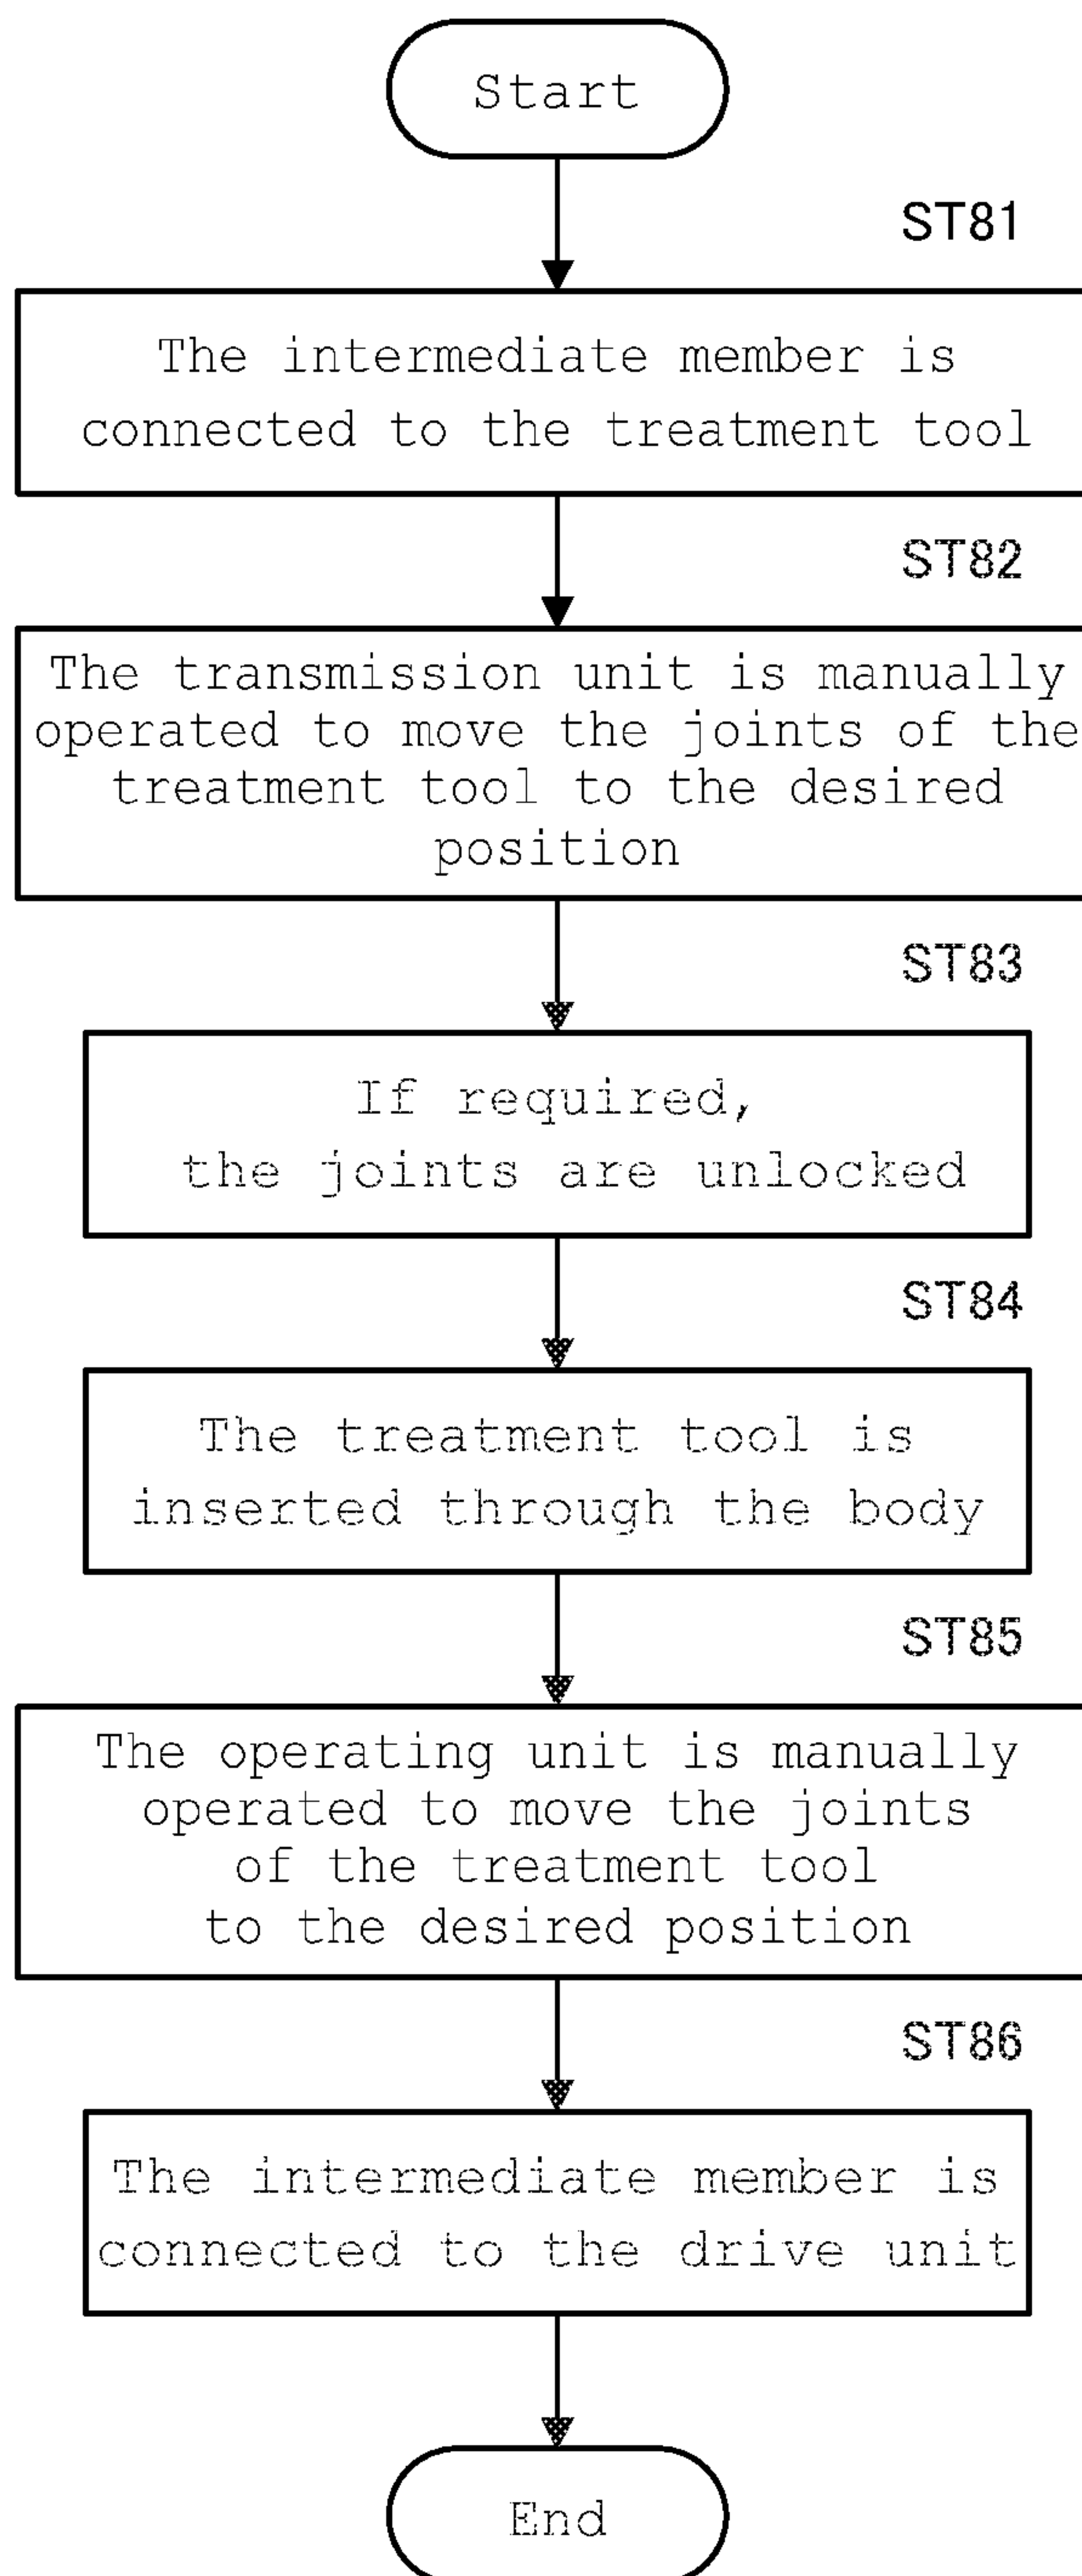 Start
ST81
The intermediate member is
connected to the treatment tool
ST82
The transmission unit is manually
operated to move the joints of the
treatment tool to the desired
position
ST83
If required,
the joints are unlocked
ST84
The treatment tool is
inserted through the body
ST85
The operating unit is manually
operated to move the joints
of the treatment tool
to the desired position
ST86
The intermediate member is
connected to the drive unit
End